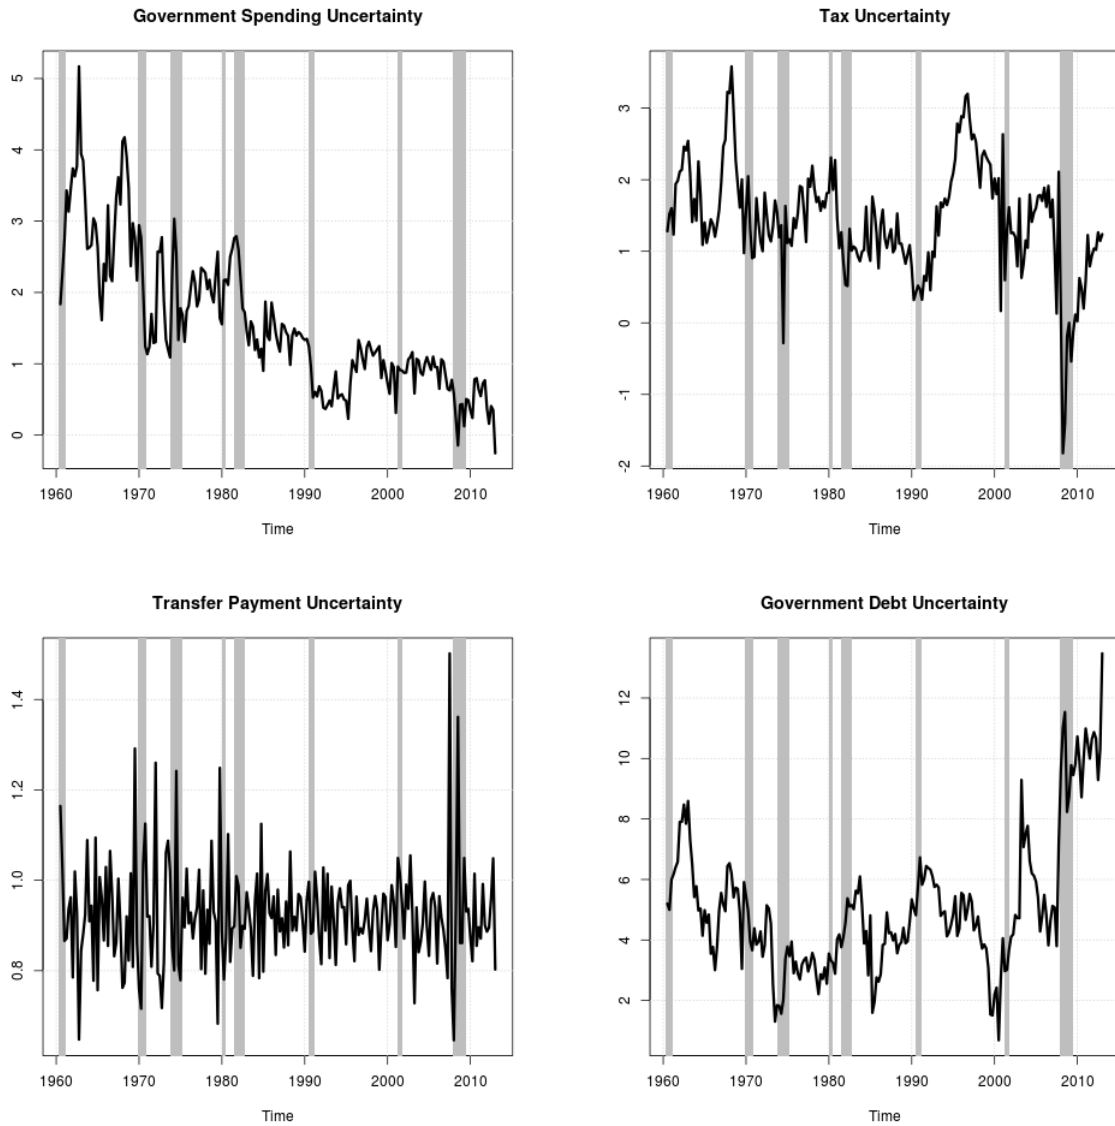 Government Spending Uncertainty
5
4
3
2
1
0
1960 1970 1980 1990 2000 2010
Time
Tax Uncertainty
3
2
1
0
-1
-2
1960 1970 1980 1990 2000 2010
Time
Transfer Payment Uncertainty
1.4
1.2
1.0
0.8
1960 1970 1980 1990 2000 2010
Time
Government Debt Uncertainty
12
10
8
6
4
2
1960 1970 1980 1990 2000 2010
Time